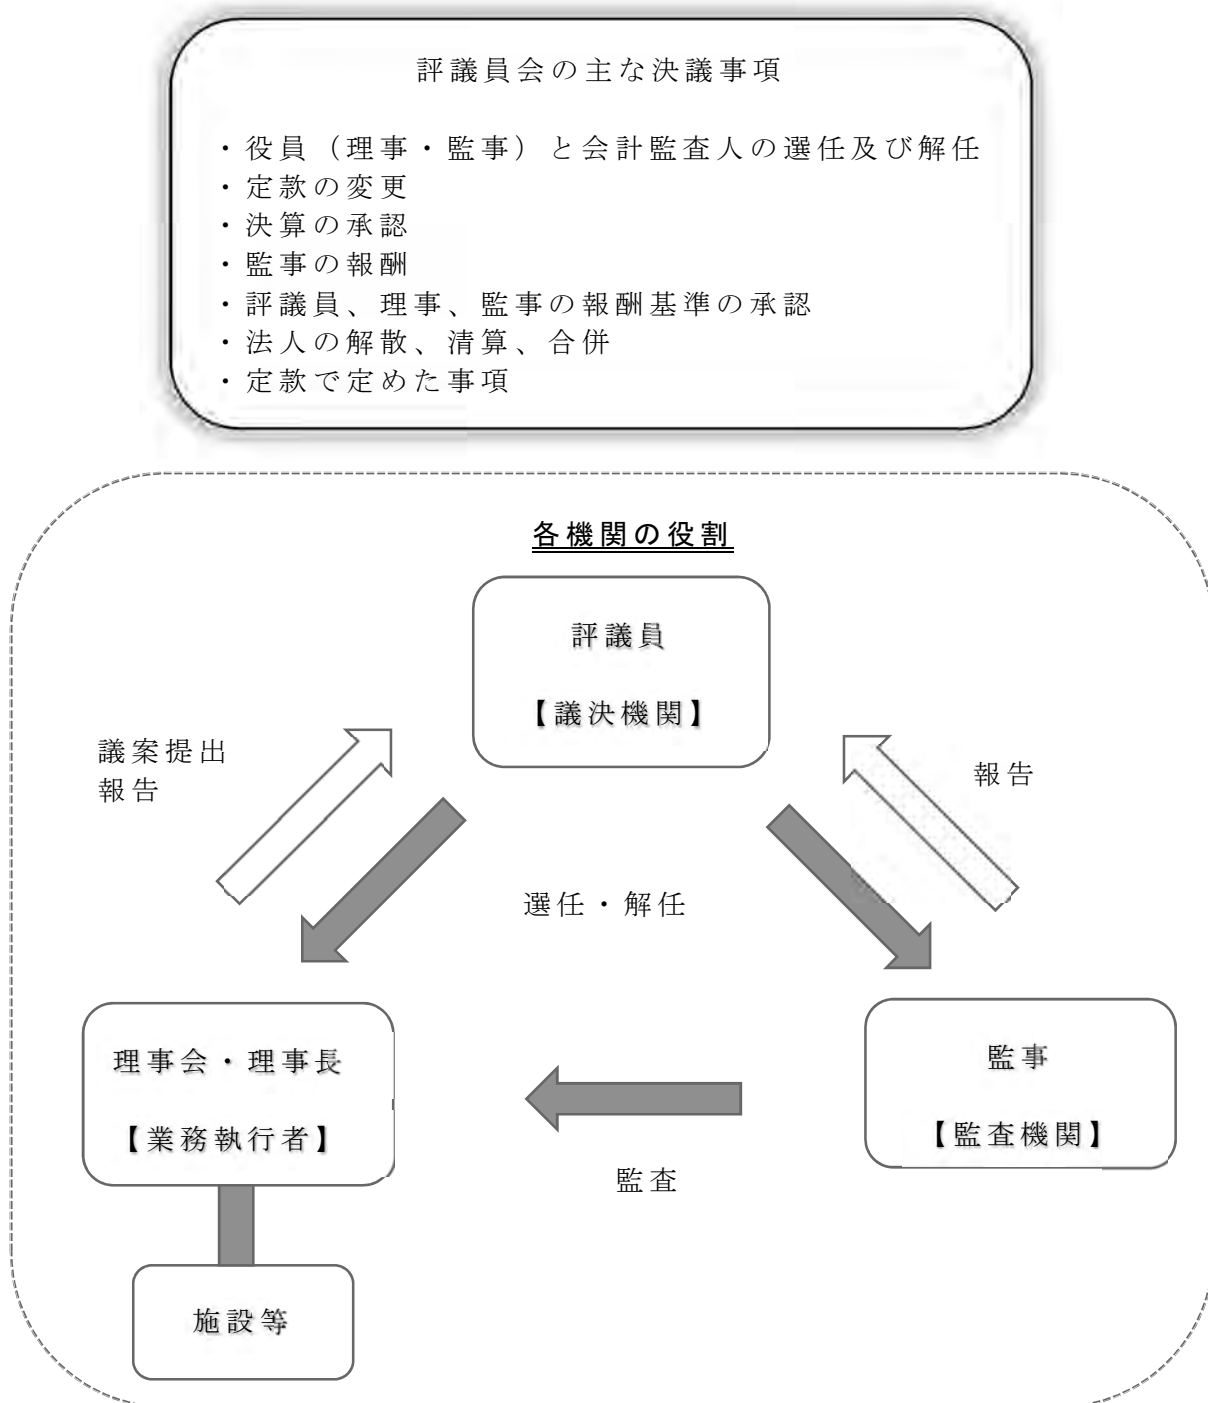 評議員会の主な決議事項
・役員（理事・監事）と会計監査人の選任及び解任
・定款の変更
・決算の承認
・監事の報酬
・評議員、理事、監事の報酬基準の承認
・法人の解散、清算、合併
・定款で定めた事項
各機関の役割
評議員
【議決機関】
議案提出
報告
報告
選任・解任
理事会・理事長
【業務執行者】
監事
【監査機関】
監査
施設等